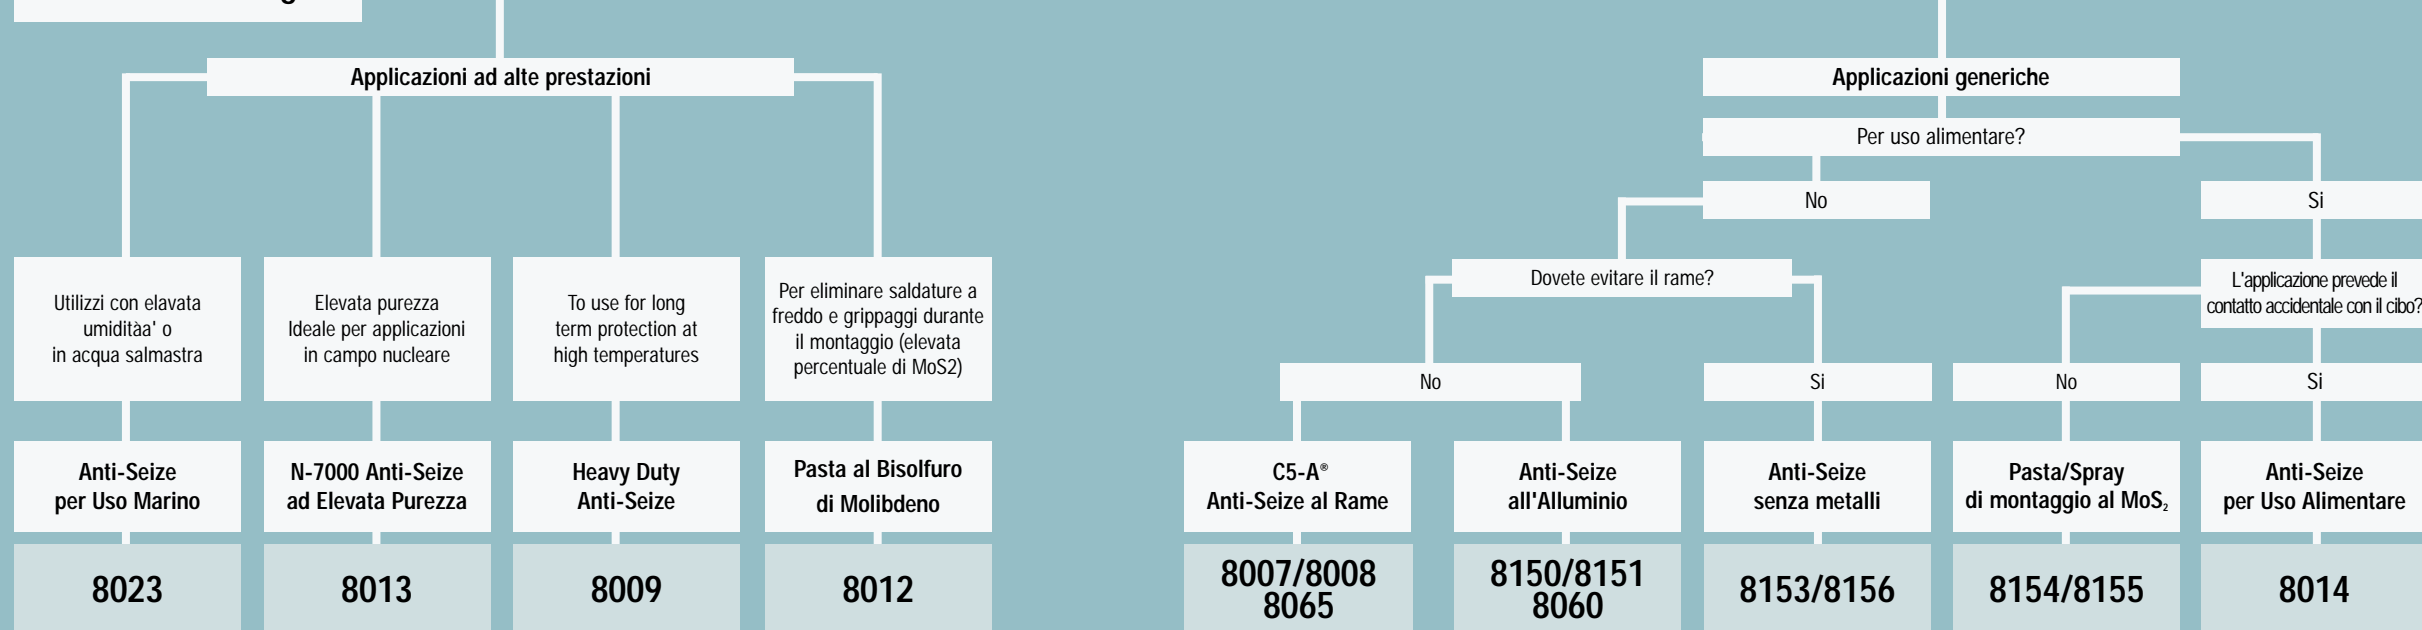 Applicazioni ad alte prestazioni
Applicazioni generiche
Per uso alimentare?
No
Si
Dovete evitare il rame?
Utilizzi con elavata
umiditàa' o
in acqua salmastra
Elevata purezza
Ideale per applicazioni
in campo nucleare
To use for long
term protection at
high temperatures
Per eliminare saldature a
freddo e grippaggi durante
il montaggio (elevata
percentuale di MoS2)
L'applicazione prevede il
contatto accidentale con il cibo?
No
Si
No
Si
Anti-Seize
per Uso Marino
N-7000 Anti-Seize
ad Elevata Purezza
Heavy Duty
Anti-Seize
Pasta al Bisolfuro
di Molibdeno
C5-A®
Anti-Seize al Rame
Anti-Seize
all'Alluminio
Anti-Seize
senza metalli
Pasta/Spray
di montaggio al MoS₂
Anti-Seize
per Uso Alimentare
8023
8013
8009
8012
8007/8008
8065
8150/8151
8060
8153/8156
8154/8155
8014